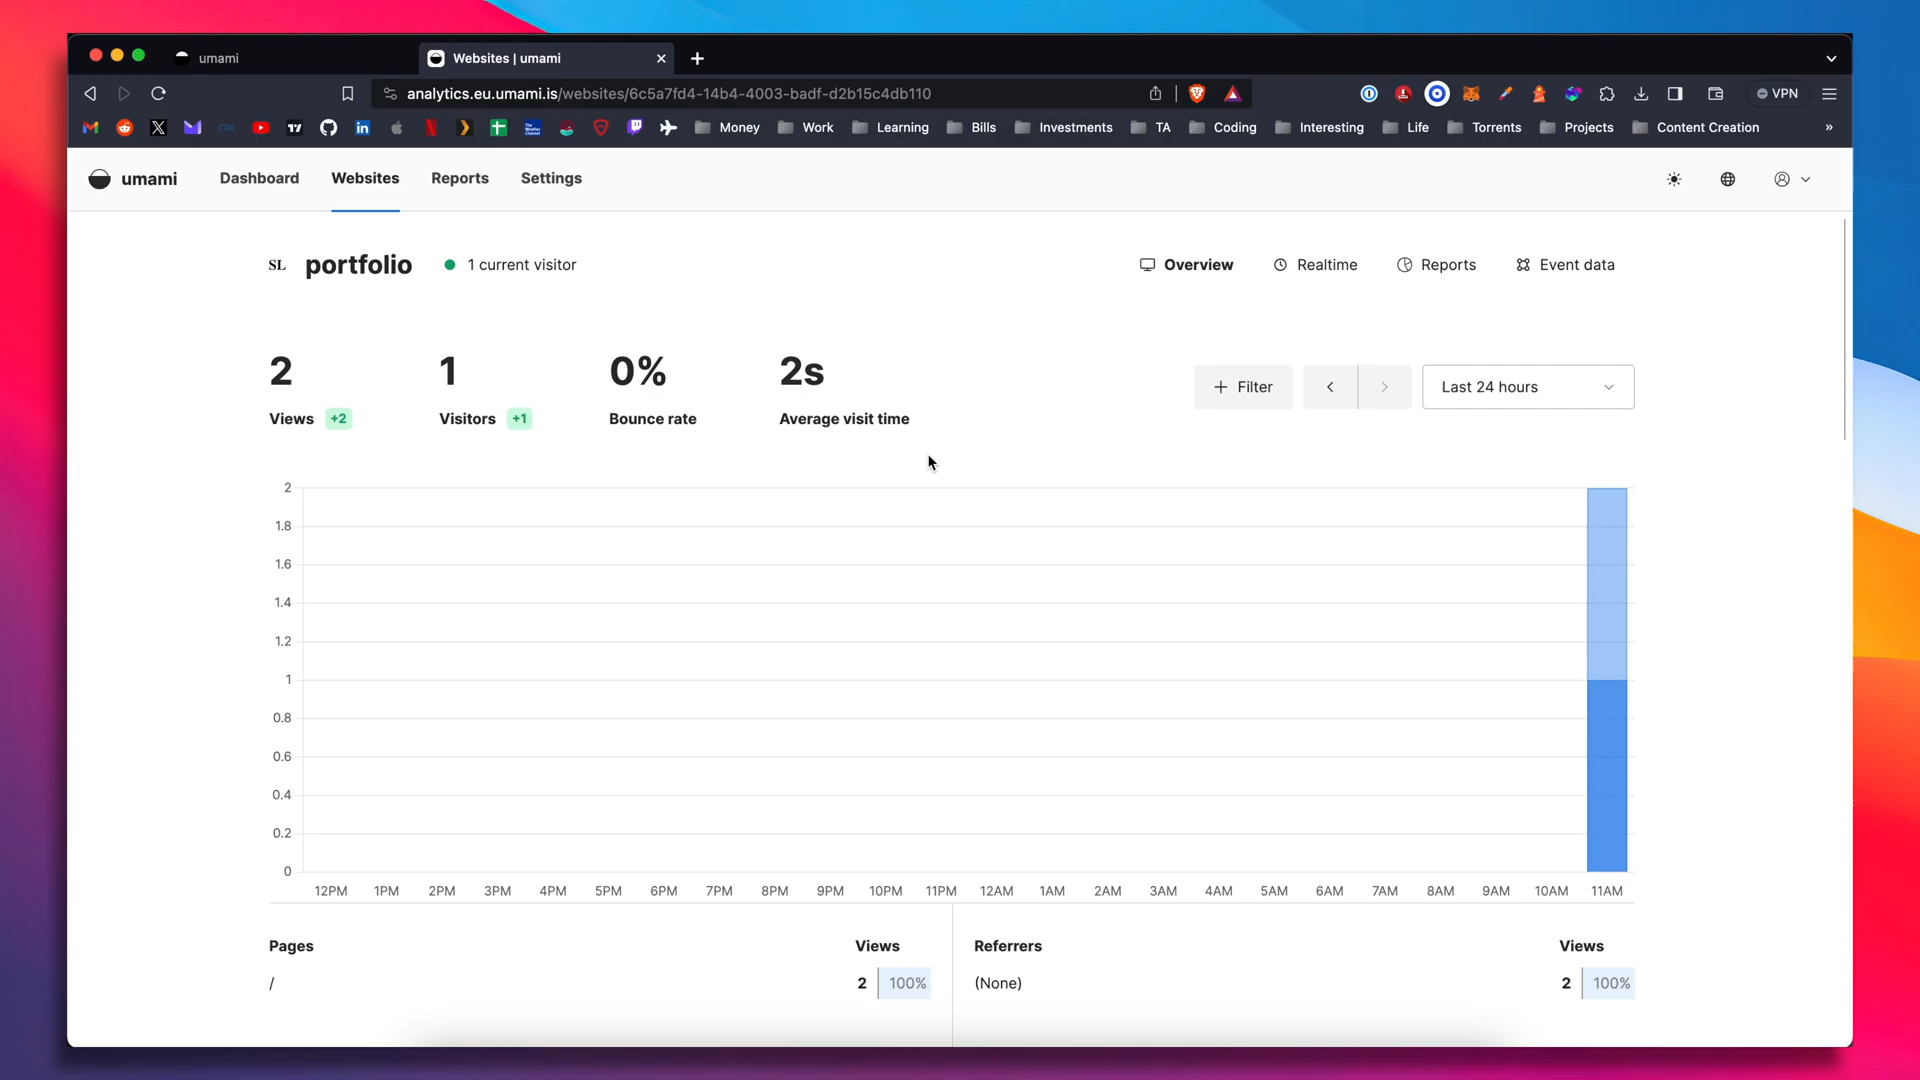 umami
Websites | umami
analytics.eu.umami.is/websites/6c5a7fd4-14b4-4003-badf-d2b15c4db110
VPN
Money
Work
Learning
Bills
Investments
TA
Coding
Interesting
Life
Torrents
Projects
Content Creation
»
umami
Dashboard
Websites
Reports
Settings
SL portfolio
1 current visitor
Overview
Realtime
Reports
Event data
2
1
0%
2s
Views +2
Visitors +1
Bounce rate
Average visit time
Filter
Last 24 hours
2
1.8
1.6
1.4
1.2
1
0.8
0.6
0.4
0.2
0
12PM 1PM 2PM 3PM 4PM 5PM 6PM 7PM 8PM 9PM 10PM 11PM 12AM 1AM 2AM 3AM 4AM 5AM 6AM 7AM 8AM 9AM 10AM 11AM
Pages Views
/ 2 100%
Referrers Views
(None) 2 100%